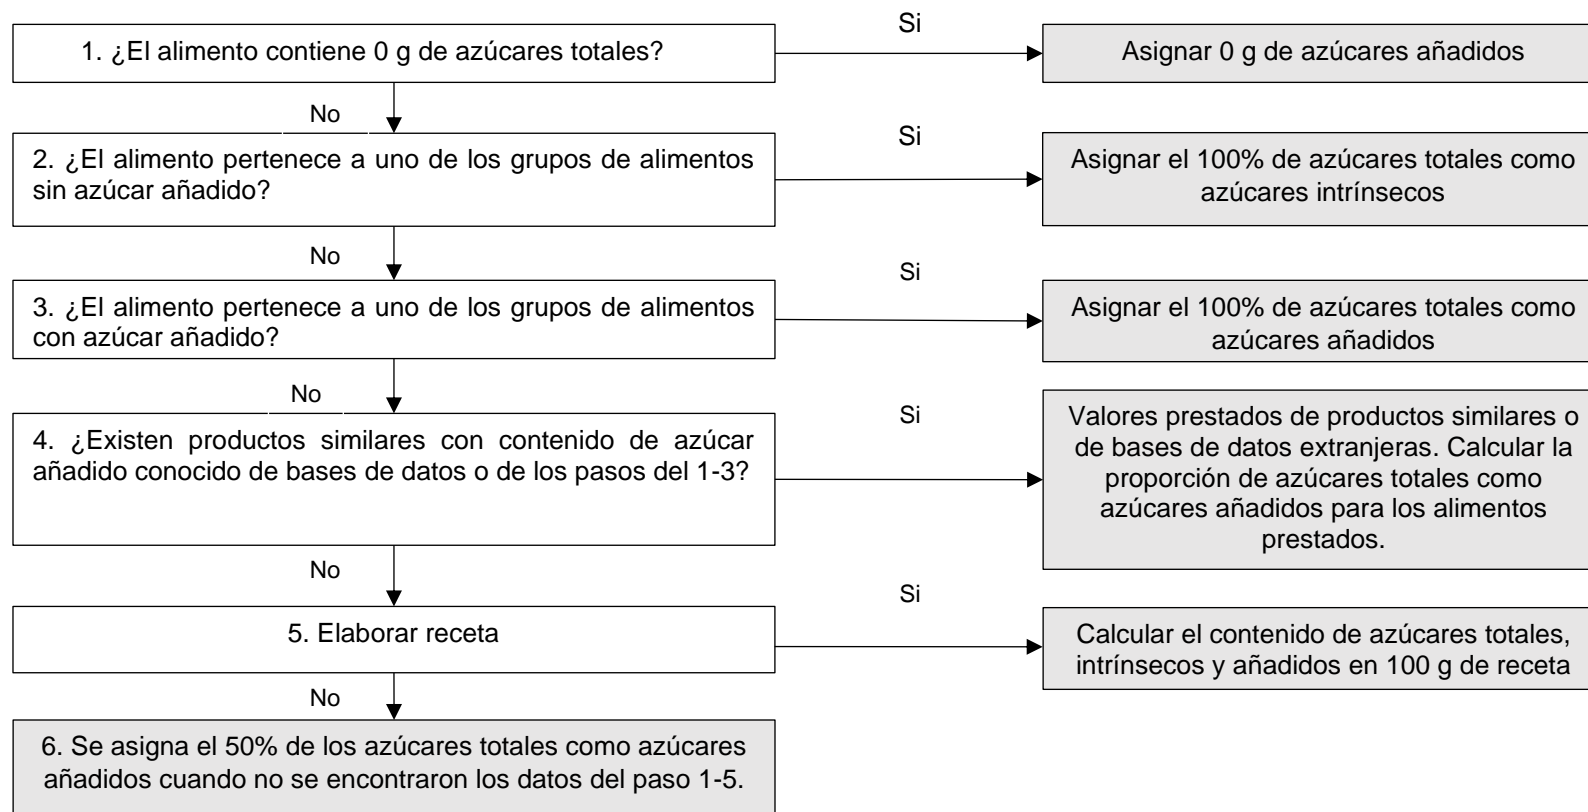 Si
1. ¿El alimento contiene 0 g de azúcares totales?
Asignar 0 g de azúcares añadidos
No
Si
2. ¿El alimento pertenece a uno de los grupos de alimentos
sin azúcar añadido?
Asignar el 100% de azúcares totales como
azúcares intrínsecos
No
Si
3. ¿El alimento pertenece a uno de los grupos de alimentos
con azúcar añadido?
Asignar el 100% de azúcares totales como
azúcares añadidos
No
Si
4. ¿Existen productos similares con contenido de azúcar
añadido conocido de bases de datos o de los pasos del 1-3?
Valores prestados de productos similares o
de bases de datos extranjeras. Calcular la
proporción de azúcares totales como
azúcares añadidos para los alimentos
prestados.
No
Si
5. Elaborar receta
Calcular el contenido de azúcares totales,
intrínsecos y añadidos en 100 g de receta
No
6. Se asigna el 50% de los azúcares totales como azúcares
añadidos cuando no se encontraron los datos del paso 1-5.